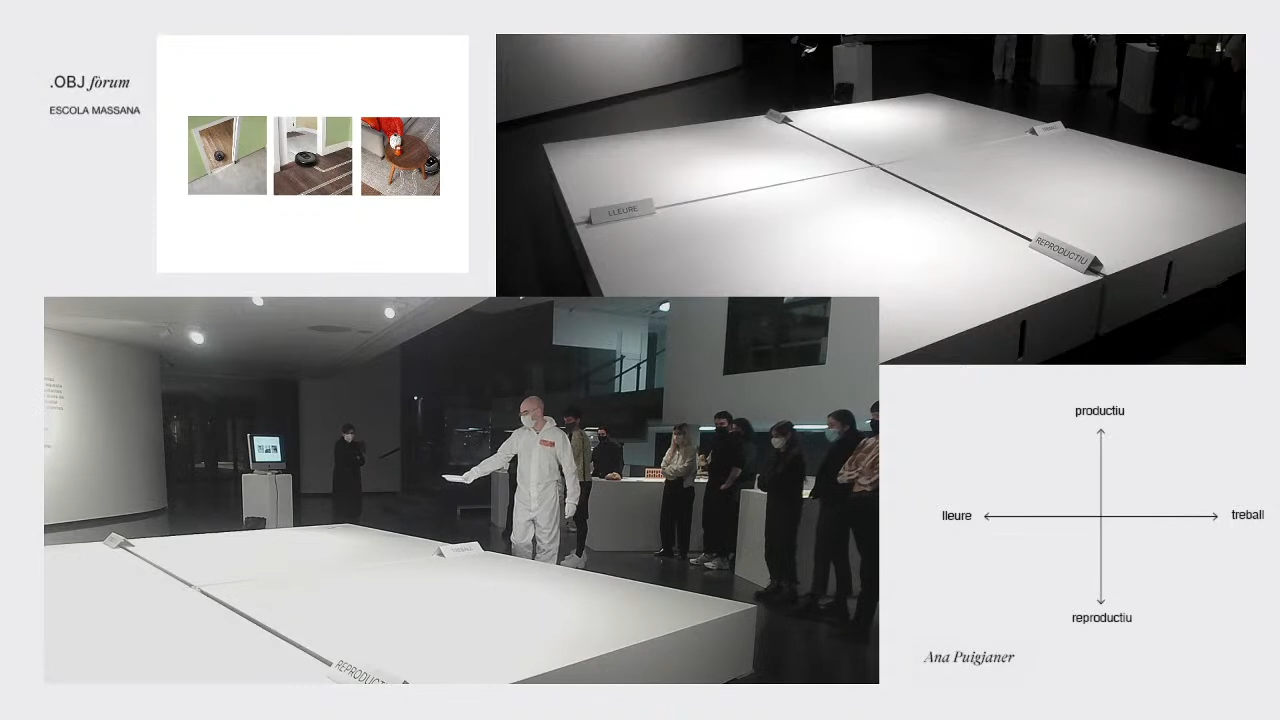 .OBJ fòrum
ESCOLA MASSANA
TREBALL
LLEURE
REPRODUCTIU
TREBALL
REPRODUCTIU
productiu
lleure
treball
reproductiu
Ana Puigjaner